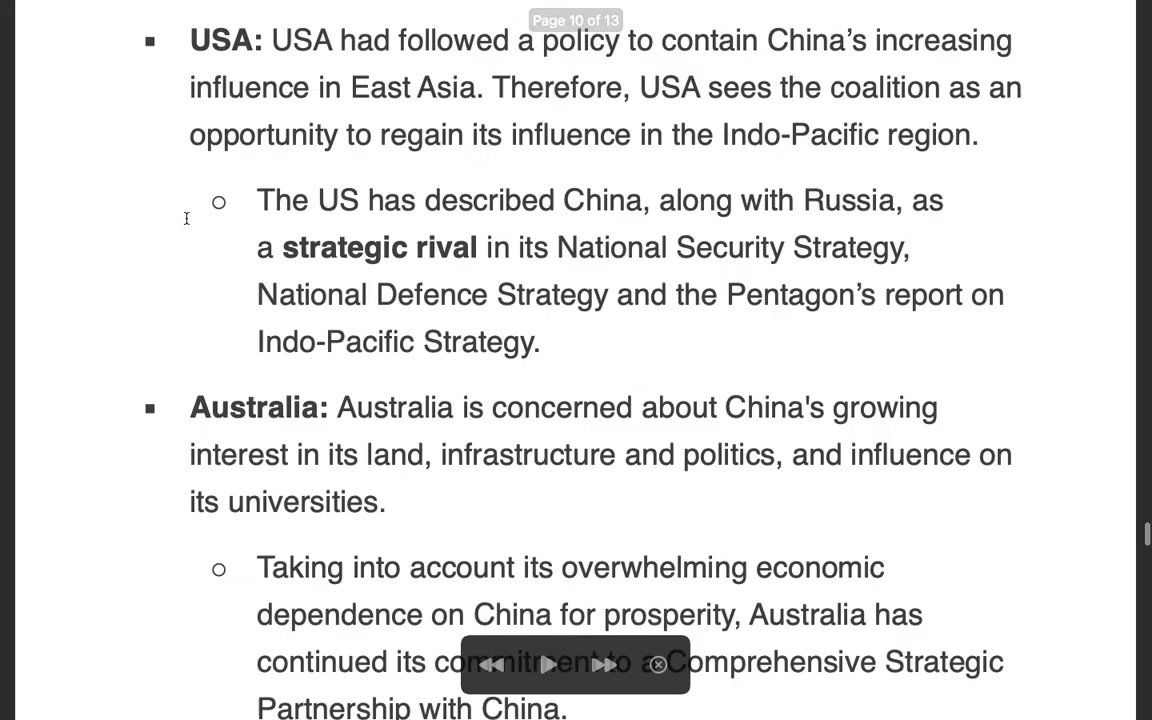 Page 10 of 13
▪ USA: USA had followed a policy to contain China’s increasing
influence in East Asia. Therefore, USA sees the coalition as an
opportunity to regain its influence in the Indo-Pacific region.
○ The US has described China, along with Russia, as
a strategic rival in its National Security Strategy,
National Defence Strategy and the Pentagon’s report on
Indo-Pacific Strategy.
▪ Australia: Australia is concerned about China's growing
interest in its land, infrastructure and politics, and influence on
its universities.
○ Taking into account its overwhelming economic
dependence on China for prosperity, Australia has
continued its commitment to a Comprehensive Strategic
Partnership with China.